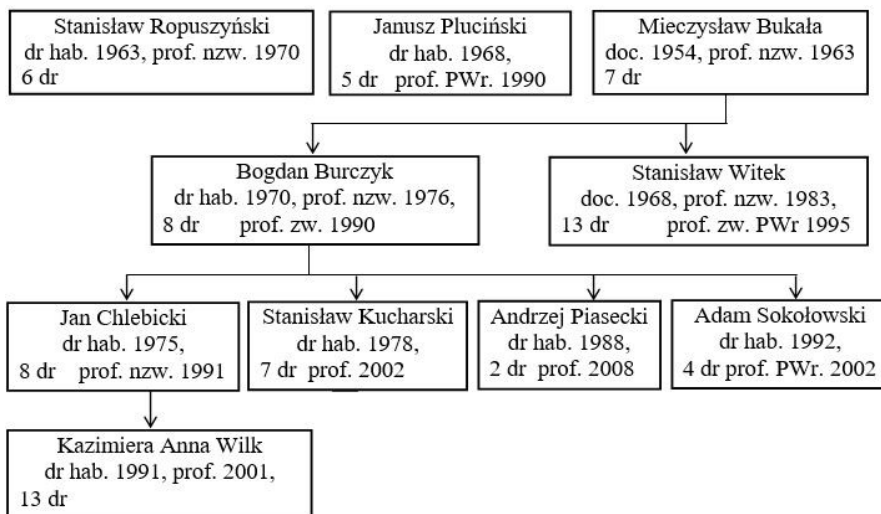 Stanisław Ropuszyński
dr hab. 1963, prof. nzw. 1970
6 dr
Janusz Pluciński
dr hab. 1968,
5 dr prof. PWr. 1990
Mieczysław Bukała
doc. 1954, prof. nzw. 1963
7 dr
Bogdan Burczyk
dr hab. 1970, prof. nzw. 1976,
8 dr prof. zw. 1990
Stanisław Witek
doc. 1968, prof. nzw. 1983,
13 dr prof. zw. PWr 1995
Jan Chlebicki
dr hab. 1975,
8 dr prof. nzw. 1991
Stanisław Kucharski
dr hab. 1978,
7 dr prof. 2002
Andrzej Piasecki
dr hab. 1988,
2 dr prof. 2008
Adam Sokołowski
dr hab. 1992,
4 dr prof. PWr. 2002
Kazimiera Anna Wilk
dr hab. 1991, prof. 2001,
13 dr